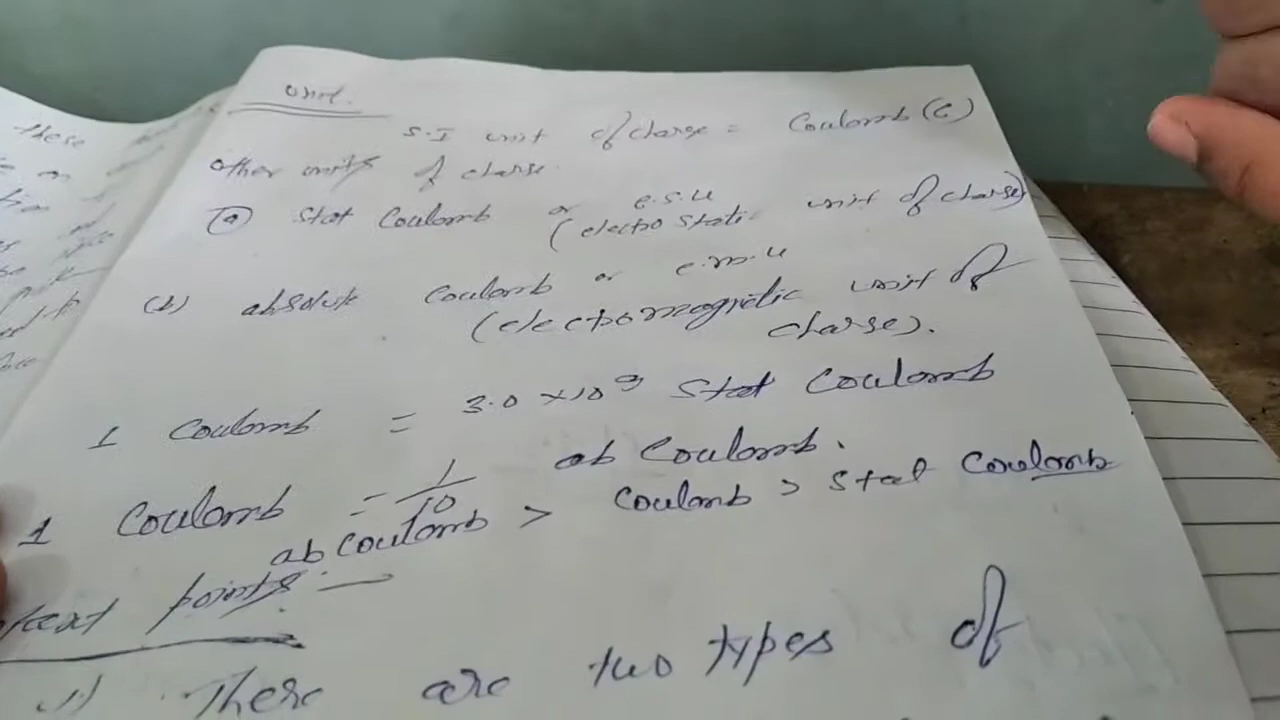 Unit.
S.I unit of charge = Coulomb (C)
Other units of charge.
(a) Stat Coulomb or e.s.u
(electro static unit of charge)
(b) absolute Coulomb or e.m.u
(electromagnetic unit of
charge).
1 Coulomb = 3.0 × 10⁹ Stat Coulomb
1 Coulomb = 1/10 ab Coulomb.
ab Coulomb > Coulomb > Stat Coulomb
points:-
1) There are two types of
these